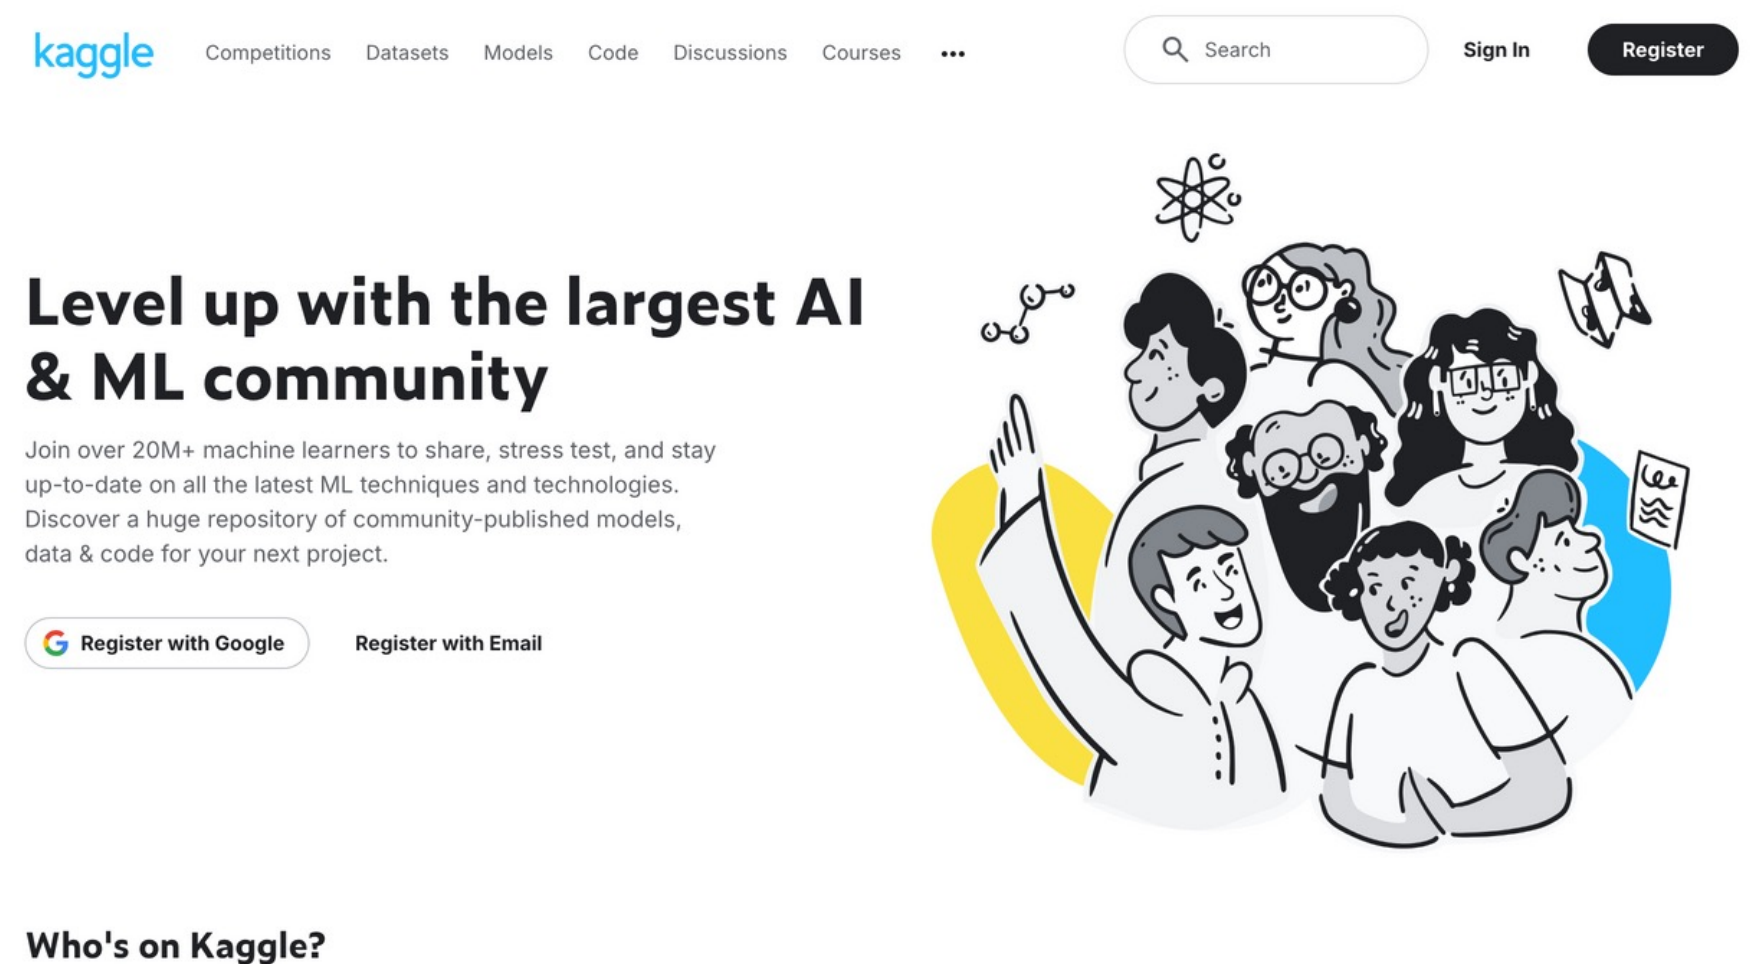 kaggle
Competitions Datasets Models Code Discussions Courses •••
Search
Sign In
Register
Level up with the largest AI
& ML community
Join over 20M+ machine learners to share, stress test, and stay
up-to-date on all the latest ML techniques and technologies.
Discover a huge repository of community-published models,
data & code for your next project.
Register with Google
Register with Email
Who's on Kaggle?